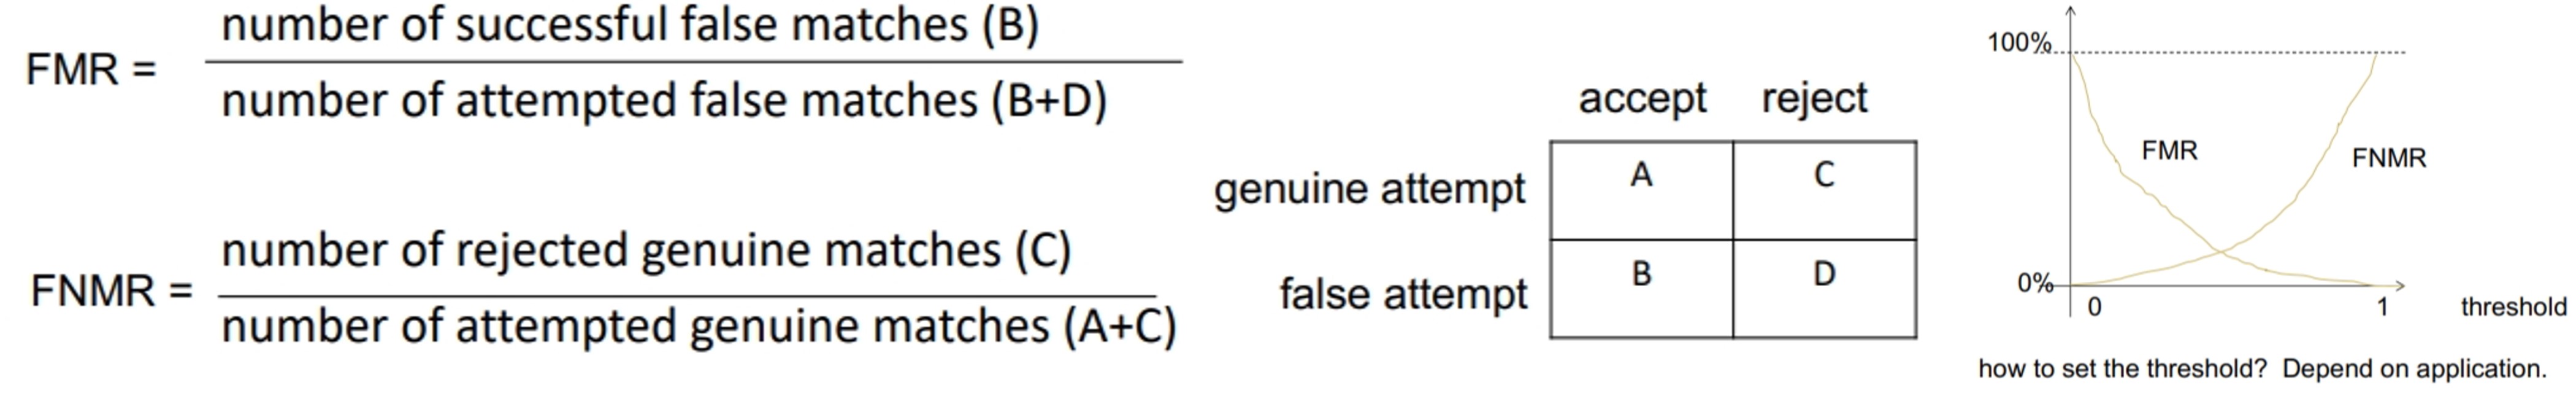 FMR =
number of successful false matches (B)
number of attempted false matches (B+D)
FNMR =
number of rejected genuine matches (C)
number of attempted genuine matches (A+C)
accept reject
genuine attempt A C
false attempt B D
100%
FMR
FNMR
0%
0 1 threshold
how to set the threshold? Depend on application.